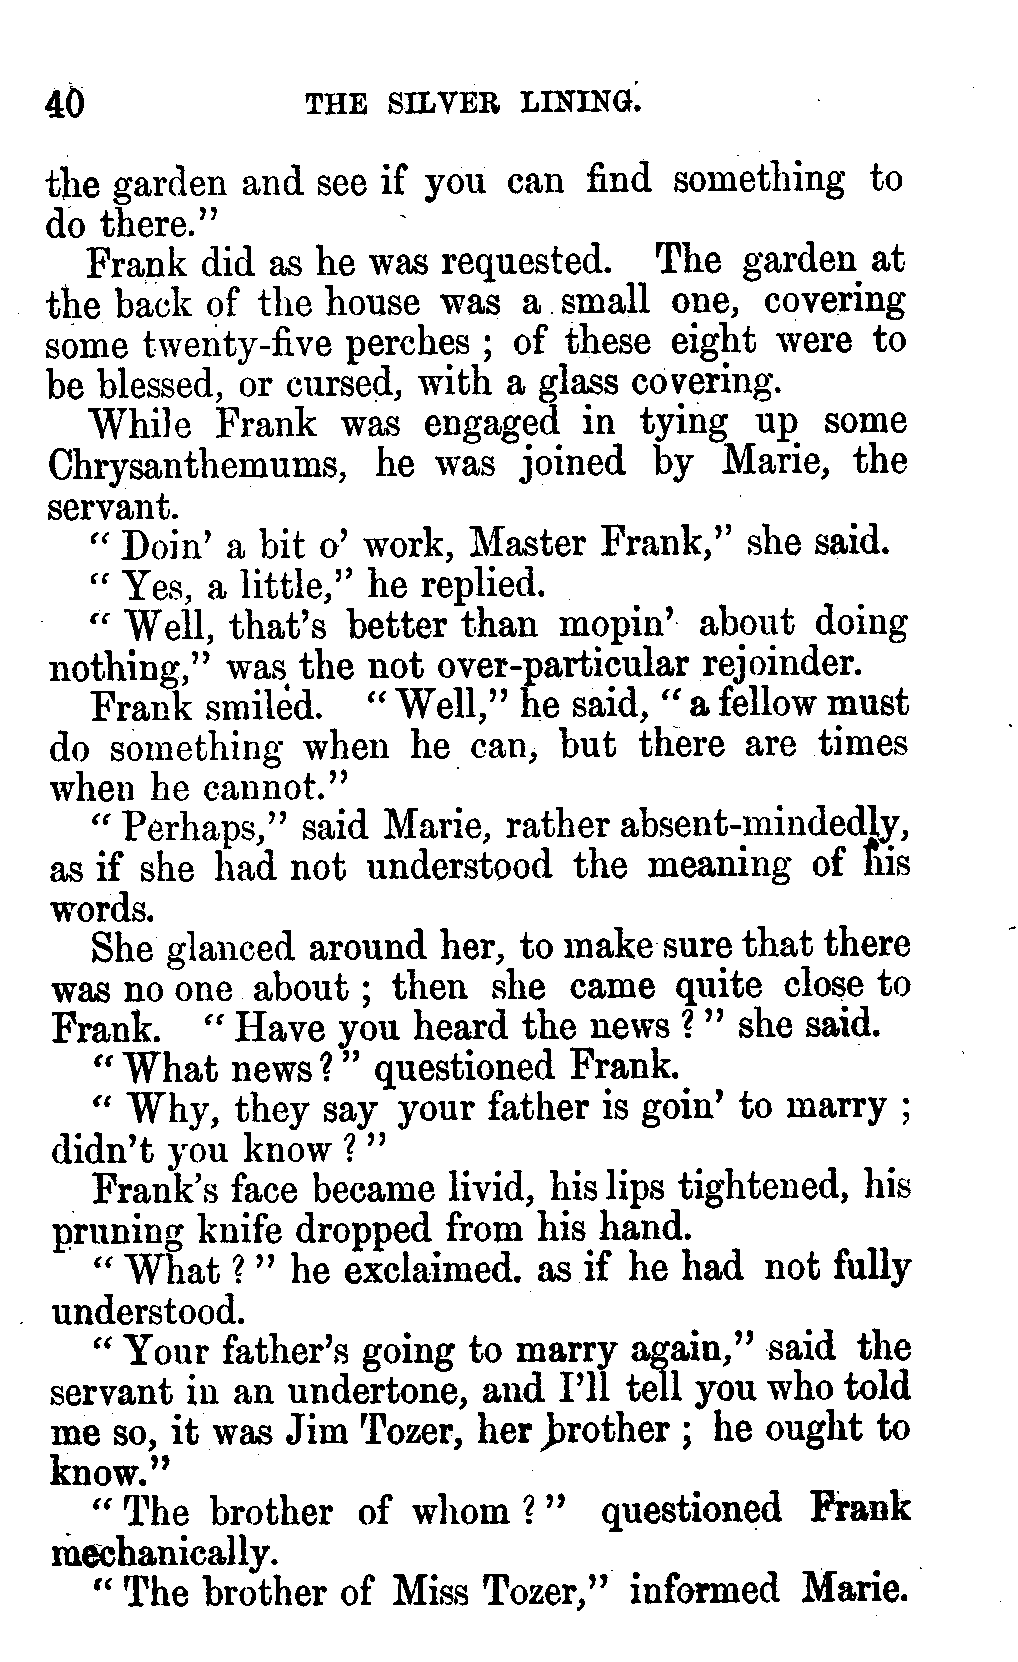 40 THE SILVER LINING.
the garden and see if you can find something to
do there."
Frank did as he was requested. The garden at
the back of the house was a small one, covering
some twenty-five perches ; of these eight were to
be blessed, or cursed, with a glass covering.
While Frank was engaged in tying up some
Chrysanthemums, he was joined by Marie, the
servant.
" Doin' a bit o' work, Master Frank," she said.
" Yes, a little," he replied.
" Well, that's better than mopin' about doing
nothing," was the not over-particular rejoinder.
Frank smiled. " Well," he said, " a fellow must
do something when he can, but there are times
when he cannot."
" Perhaps," said Marie, rather absent-mindedly,
as if she had not understood the meaning of his
words.
She glanced around her, to make sure that there
was no one about ; then she came quite close to
Frank. " Have you heard the news ? " she said.
" What news ? " questioned Frank.
" Why, they say your father is goin' to marry ;
didn't you know ? "
Frank's face became livid, his lips tightened, his
pruning knife dropped from his hand.
" What ? " he exclaimed. as if he had not fully
understood.
" Your father's going to marry again," said the
servant in an undertone, and I'll tell you who told
me so, it was Jim Tozer, her brother ; he ought to
know."
" The brother of whom ? " questioned Frank
mechanically.
" The brother of Miss Tozer," informed Marie.